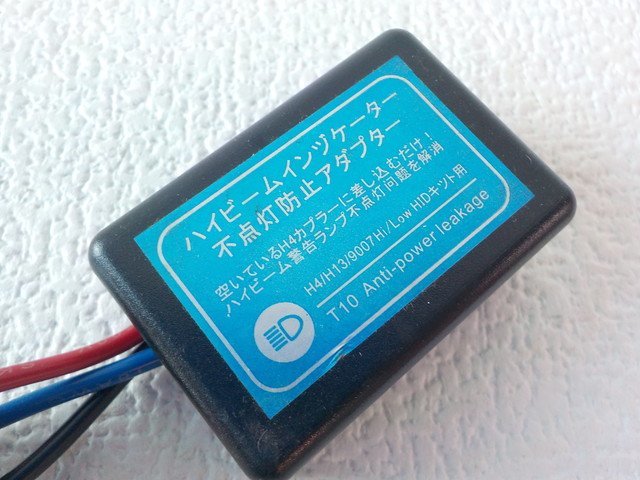 ハイビームインヅケーター
不点灯防止アダプター
空いているH4カプラーに差し込むだけ!
ハイビーム警告ランプ不点灯問題を解消
H4/H13/9007Hi/Low HIDキット用
T10 Anti-power leakage